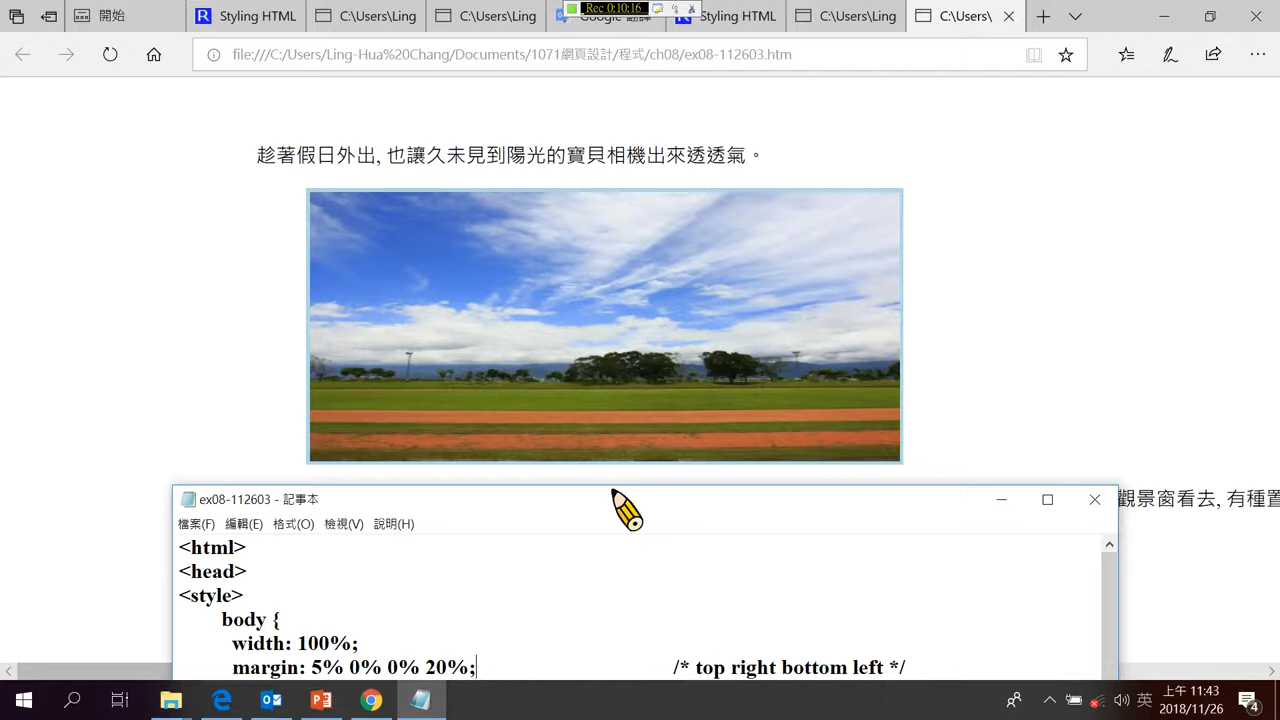 開始
Styling HTML
C:\Users\Ling
C:\Users\Ling
Google 翻譯
Styling HTML
C:\Users\Ling
C:\Users\
Rec 0:10:16
file:///C:/Users/Ling-Hua%20Chang/Documents/1071網頁設計/程式/ch08/ex08-112603.htm
趁著假日外出, 也讓久未見到陽光的寶貝相機出來透透氣。
觀景窗看去, 有種置
ex08-112603 - 記事本
檔案(F) 編輯(E) 格式(O) 檢視(V) 說明(H)
<html>
<head>
<style>
body {
width: 100%;
margin: 5% 0% 0% 20%; /* top right bottom left */
英
上午 11:43
2018/11/26
4